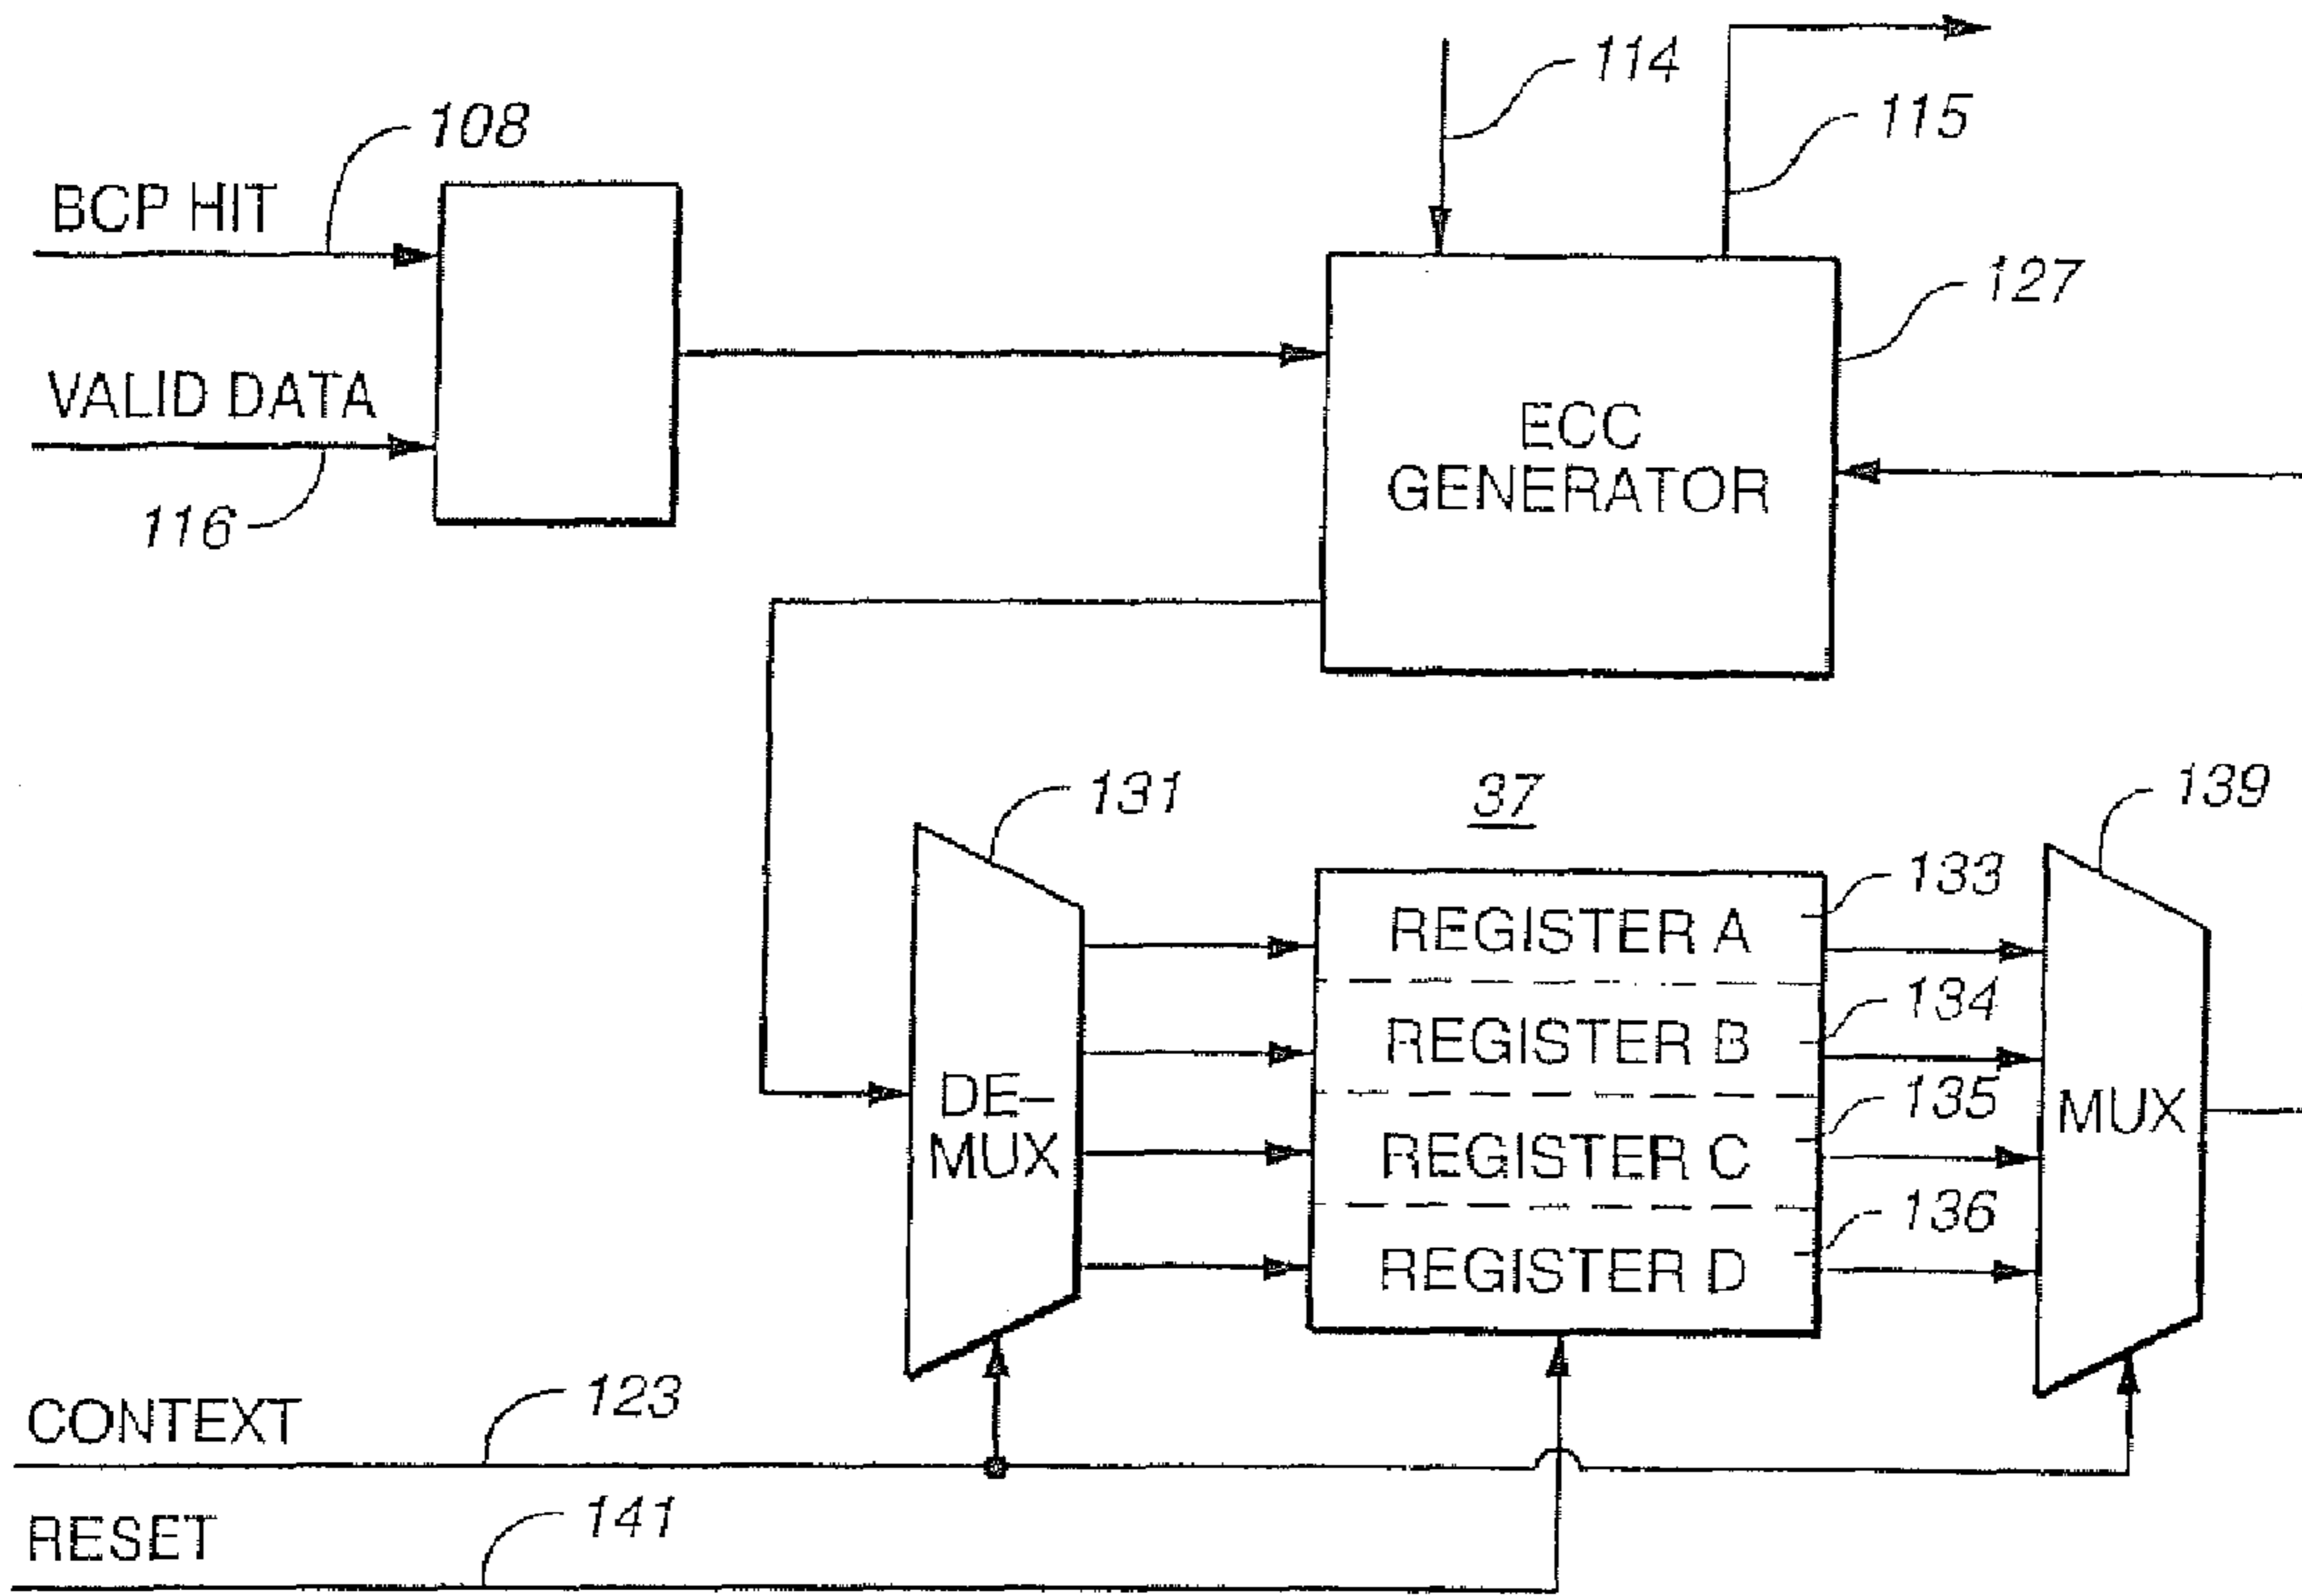 114
115
108
BCP HIT
127
VALID DATA
ECC
GENERATOR
116
131
37
139
133
REGISTER A
134
REGISTER B
135
DE-
MUX
MUX
REGISTER C
136
REGISTER D
CONTEXT
123
RESET
141